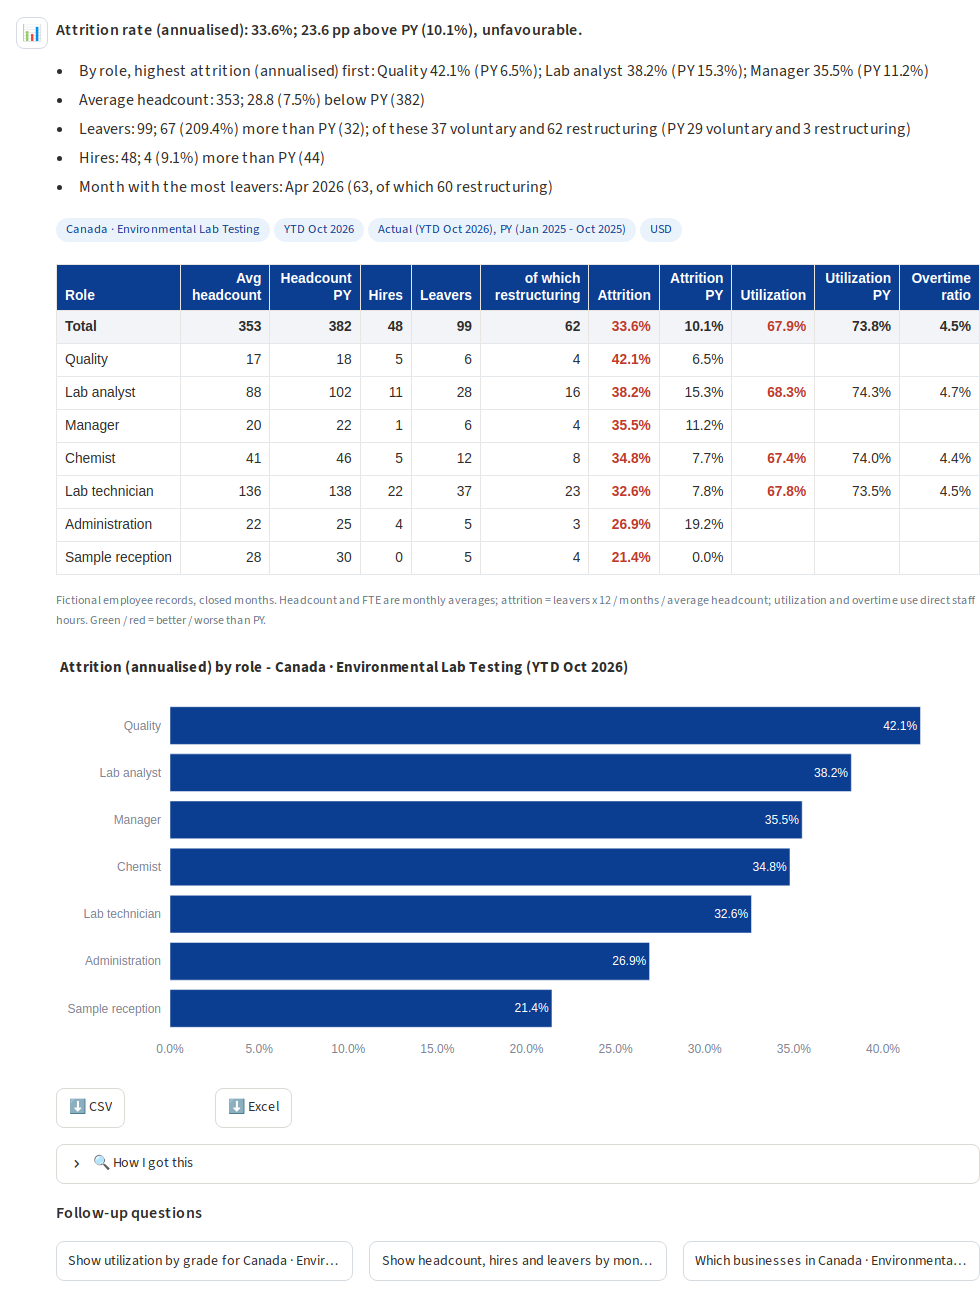 Attrition rate (annualised): 33.6%; 23.6 pp above PY (10.1%), unfavourable.
• By role, highest attrition (annualised) first: Quality 42.1% (PY 6.5%); Lab analyst 38.2% (PY 15.3%); Manager 35.5% (PY 11.2%)
• Average headcount: 353; 28.8 (7.5%) below PY (382)
• Leavers: 99; 67 (209.4%) more than PY (32); of these 37 voluntary and 62 restructuring (PY 29 voluntary and 3 restructuring)
• Hires: 48; 4 (9.1%) more than PY (44)
• Month with the most leavers: Apr 2026 (63, of which 60 restructuring)
Canada · Environmental Lab Testing YTD Oct 2026 Actual (YTD Oct 2026), PY (Jan 2025 - Oct 2025) USD
Role Avg headcount Headcount PY Hires Leavers of which restructuring Attrition Attrition PY Utilization Utilization PY Overtime ratio
Total 353 382 48 99 62 33.6% 10.1% 67.9% 73.8% 4.5%
Quality 17 18 5 6 4 42.1% 6.5%
Lab analyst 88 102 11 28 16 38.2% 15.3% 68.3% 74.3% 4.7%
Manager 20 22 1 6 4 35.5% 11.2%
Chemist 41 46 5 12 8 34.8% 7.7% 67.4% 74.0% 4.4%
Lab technician 136 138 22 37 23 32.6% 7.8% 67.8% 73.5% 4.5%
Administration 22 25 4 5 3 26.9% 19.2%
Sample reception 28 30 0 5 4 21.4% 0.0%
Fictional employee records, closed months. Headcount and FTE are monthly averages; attrition = leavers x 12 / months / average headcount; utilization and overtime use direct staff
hours. Green / red = better / worse than PY.
Attrition (annualised) by role - Canada · Environmental Lab Testing (YTD Oct 2026)
Quality 42.1%
Lab analyst 38.2%
Manager 35.5%
Chemist 34.8%
Lab technician 32.6%
Administration 26.9%
Sample reception 21.4%
0.0% 5.0% 10.0% 15.0% 20.0% 25.0% 30.0% 35.0% 40.0%
CSV Excel
How I got this
Follow-up questions
Show utilization by grade for Canada · Envir… Show headcount, hires and leavers by mon… Which businesses in Canada · Environmenta…